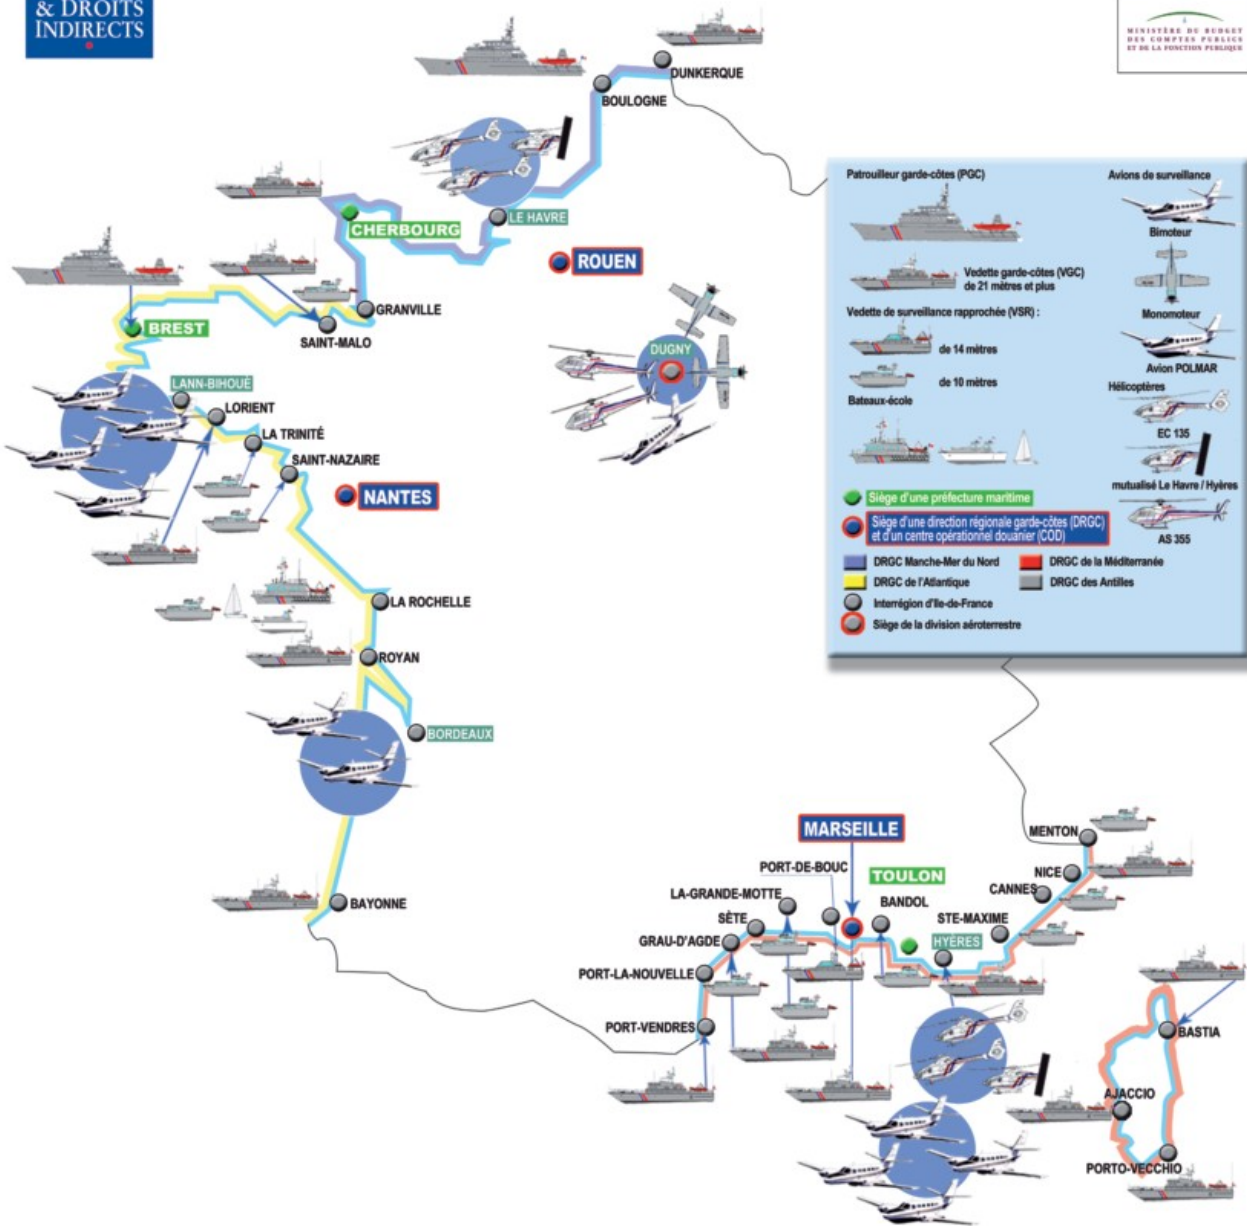 & DROITS
INDIRECTS
MINISTÈRE DU BUDGET
DES COMPTES PUBLICS
ET DE LA FONCTION PUBLIQUE
DUNKERQUE
BOULOGNE
LE HAVRE
CHERBOURG
ROUEN
GRANVILLE
SAINT-MALO
BREST
DUGNY
LANN-BIHOUÉ
LORIENT
LA TRINITÉ
SAINT-NAZAIRE
NANTES
LA ROCHELLE
ROYAN
BORDEAUX
BAYONNE
Patrouilleur garde-côtes (PGC)
Vedette garde-côtes (VGC)
de 21 mètres et plus
Vedette de surveillance rapprochée (VSR) :
de 14 mètres
de 10 mètres
Bateaux-école
Avions de surveillance
Bimoteur
Monomoteur
Avion POLMAR
Hélicoptères
EC 135
mutualisé Le Havre / Hyères
AS 355
Siège d'une préfecture maritime
Siège d'une direction régionale garde-côtes (DRGC)
et d'un centre opérationnel douanier (COD)
DRGC Manche-Mer du Nord
DRGC de la Méditerranée
DRGC de l'Atlantique
DRGC des Antilles
Interrégion d'Ile-de-France
Siège de la division aéroterrestre
MARSEILLE
MENTON
PORT-DE-BOUC
TOULON
NICE
LA-GRANDE-MOTTE
BANDOL
CANNES
SÈTE
STE-MAXIME
GRAU-D'AGDE
HYÈRES
PORT-LA-NOUVELLE
PORT-VENDRES
BASTIA
AJACCIO
PORTO-VECCHIO